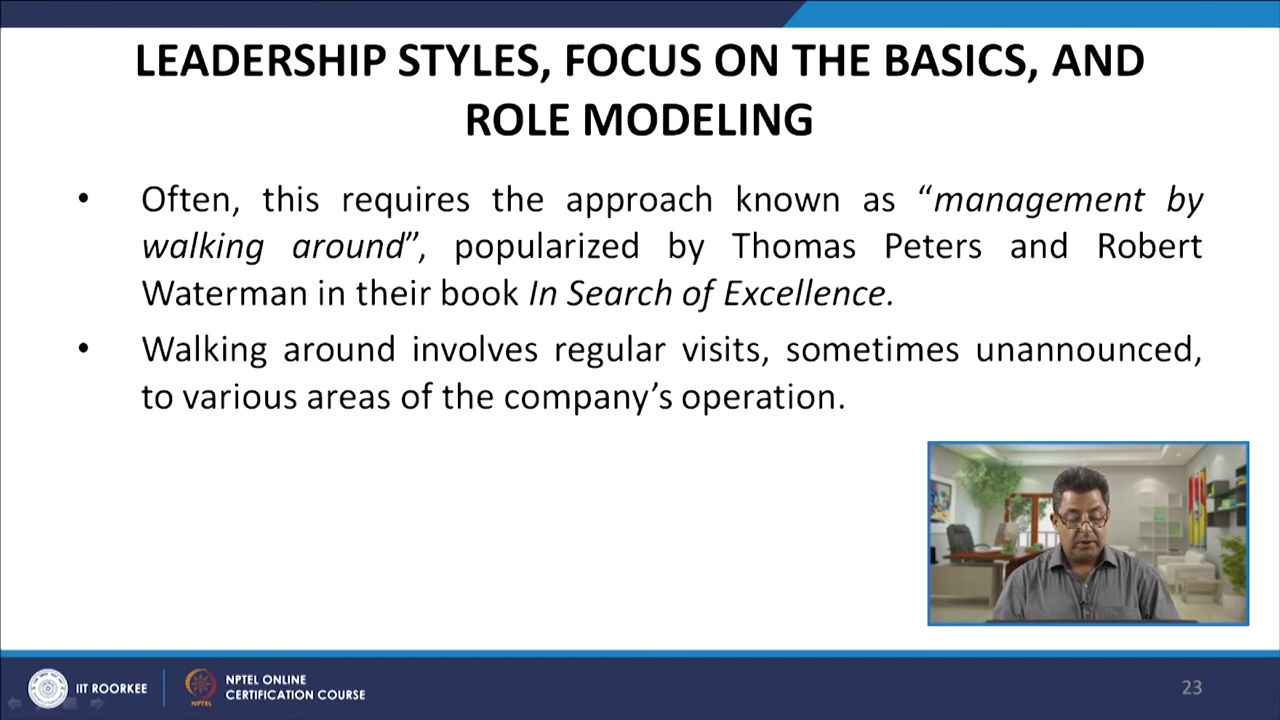 LEADERSHIP STYLES, FOCUS ON THE BASICS, AND
ROLE MODELING
• Often, this requires the approach known as “management by
walking around”, popularized by Thomas Peters and Robert
Waterman in their book In Search of Excellence.
• Walking around involves regular visits, sometimes unannounced,
to various areas of the company’s operation.
IIT ROORKEE
NPTEL
NPTEL ONLINE
CERTIFICATION COURSE
23